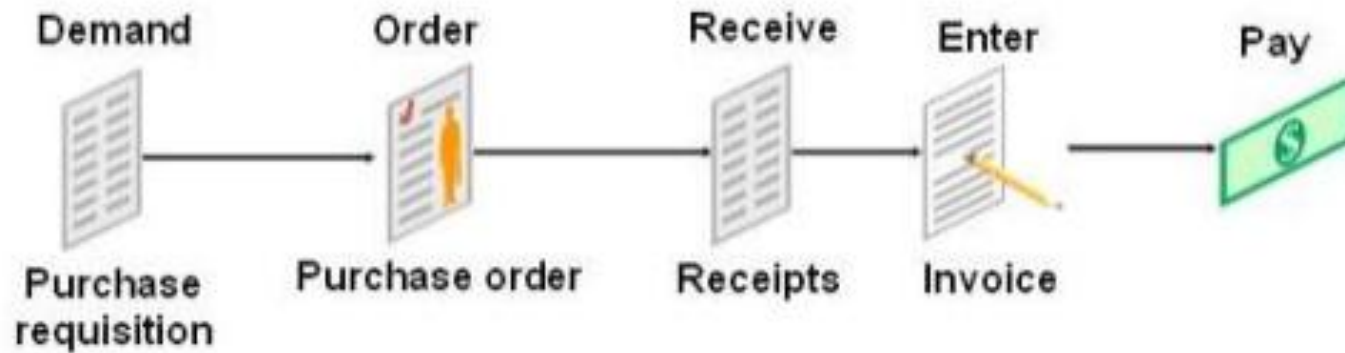 Demand
Order
Receive
Enter
Pay
$
Purchase
requisition
Purchase order
Receipts
Invoice